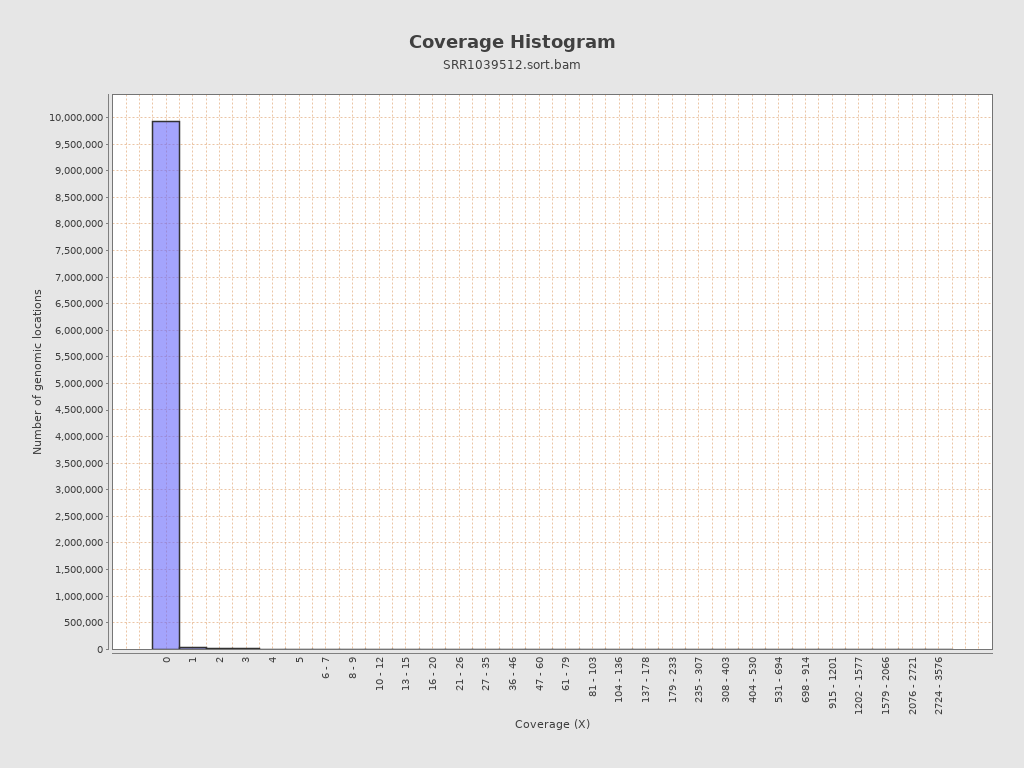 Coverage Histogram
SRR1039512.sort.bam
10,000,000
9,500,000
9,000,000
8,500,000
8,000,000
7,500,000
7,000,000
6,500,000
6,000,000
5,500,000
5,000,000
4,500,000
4,000,000
3,500,000
3,000,000
2,500,000
2,000,000
1,500,000
1,000,000
500,000
0
Number of genomic locations
0
1
2
3
4
5
6 - 7
8 - 9
10 - 12
13 - 15
16 - 20
21 - 26
27 - 35
36 - 46
47 - 60
61 - 79
81 - 103
104 - 136
137 - 178
179 - 233
235 - 307
308 - 403
404 - 530
531 - 694
698 - 914
915 - 1201
1202 - 1577
1579 - 2066
2076 - 2721
2724 - 3576
Coverage (X)